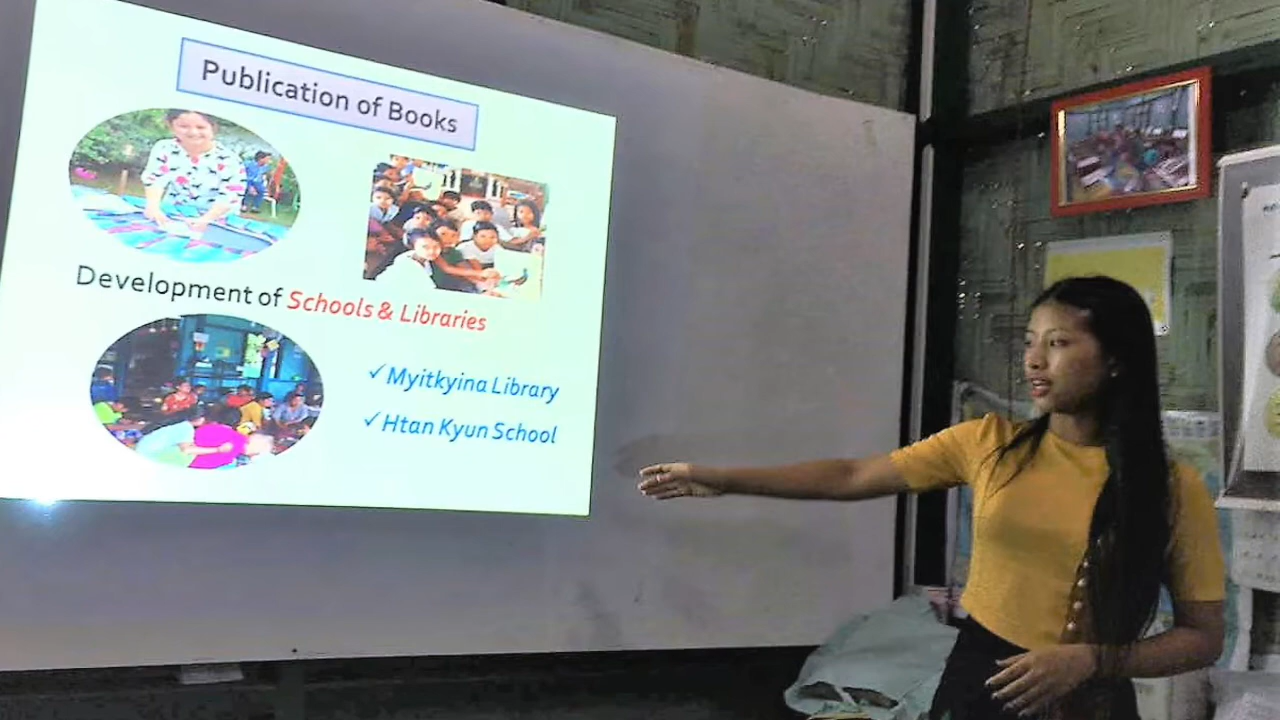 Publication of Books
Development of Schools & Libraries
✓ Myitkyina Library
✓ Htan Kyun School